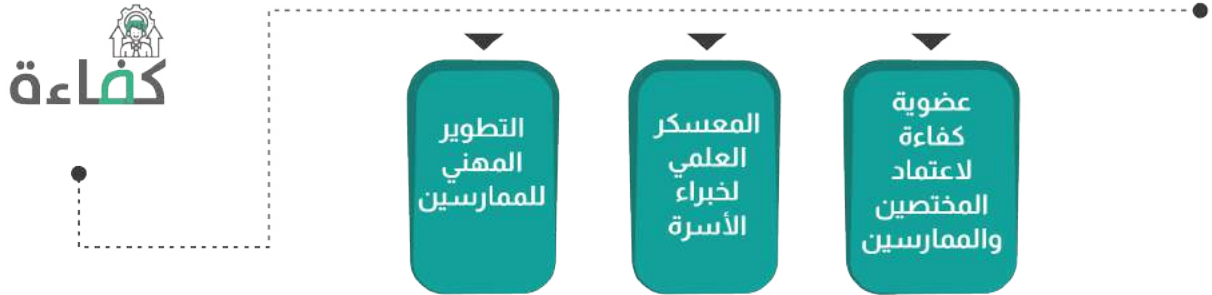 كفاءة
عضوية
كفاءة
لاعتماد
المختصين
والممارسين
المعسكر
العلمي
لخبراء
الأسرة
التطوير
المهني
للممارسين